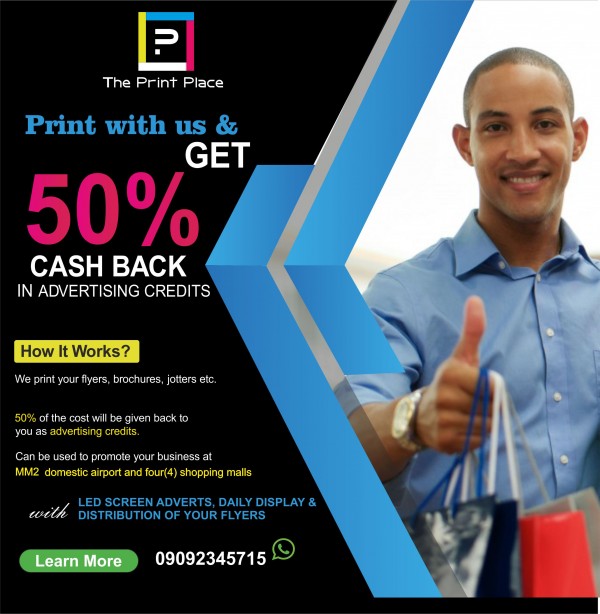 The Print Place
Print with us &
GET
50%
CASH BACK
IN ADVERTISING CREDITS
How It Works?
We print your flyers, brochures, jotters etc.
50% of the cost will be given back to
you as advertising credits.
Can be used to promote your business at
MM2 domestic airport and four(4) shopping malls
with LED SCREEN ADVERTS, DAILY DISPLAY &
DISTRIBUTION OF YOUR FLYERS
Learn More 09092345715